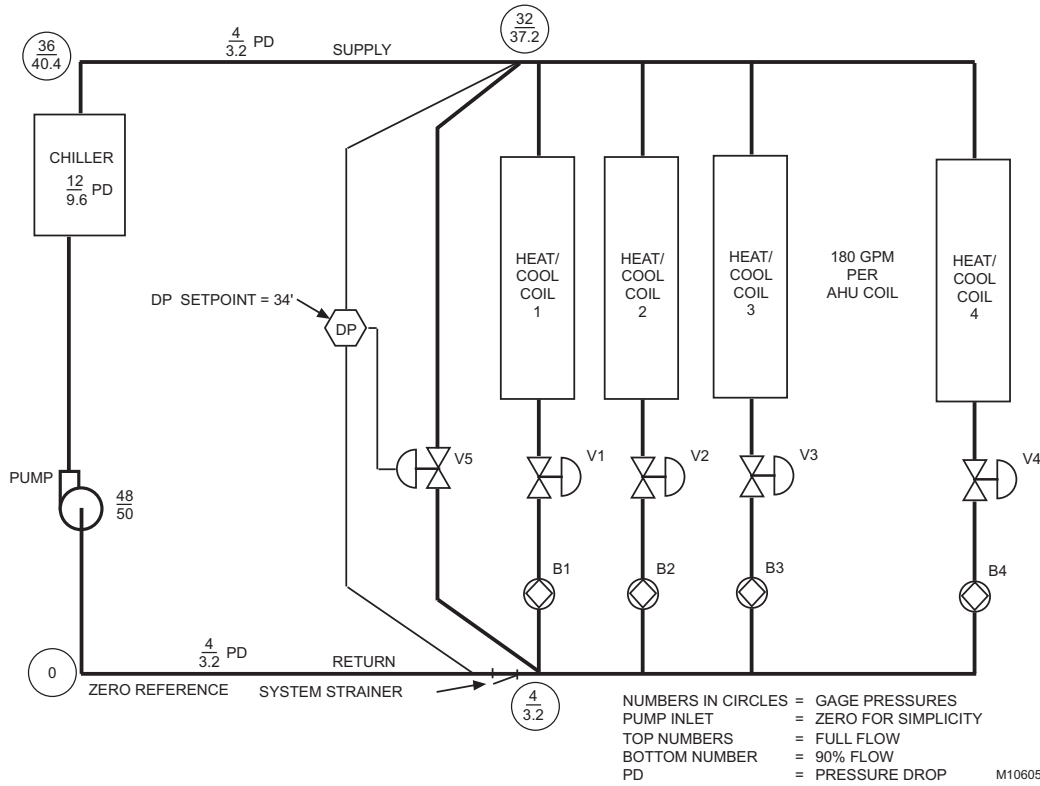 36
40.4
4
3.2 PD
SUPPLY
32
37.2
CHILLER
12
9.6 PD
DP SETPOINT = 34'
DP
HEAT/
COOL
COIL
1
HEAT/
COOL
COIL
2
HEAT/
COOL
COIL
3
180 GPM
PER
AHU COIL
HEAT/
COOL
COIL
4
V5
V1
V2
V3
V4
PUMP
48
50
B1
B2
B3
B4
0
4
3.2 PD
RETURN
ZERO REFERENCE
SYSTEM STRAINER
4
3.2
NUMBERS IN CIRCLES = GAGE PRESSURES
PUMP INLET = ZERO FOR SIMPLICITY
TOP NUMBERS = FULL FLOW
BOTTOM NUMBER = 90% FLOW
PD = PRESSURE DROP
M10605